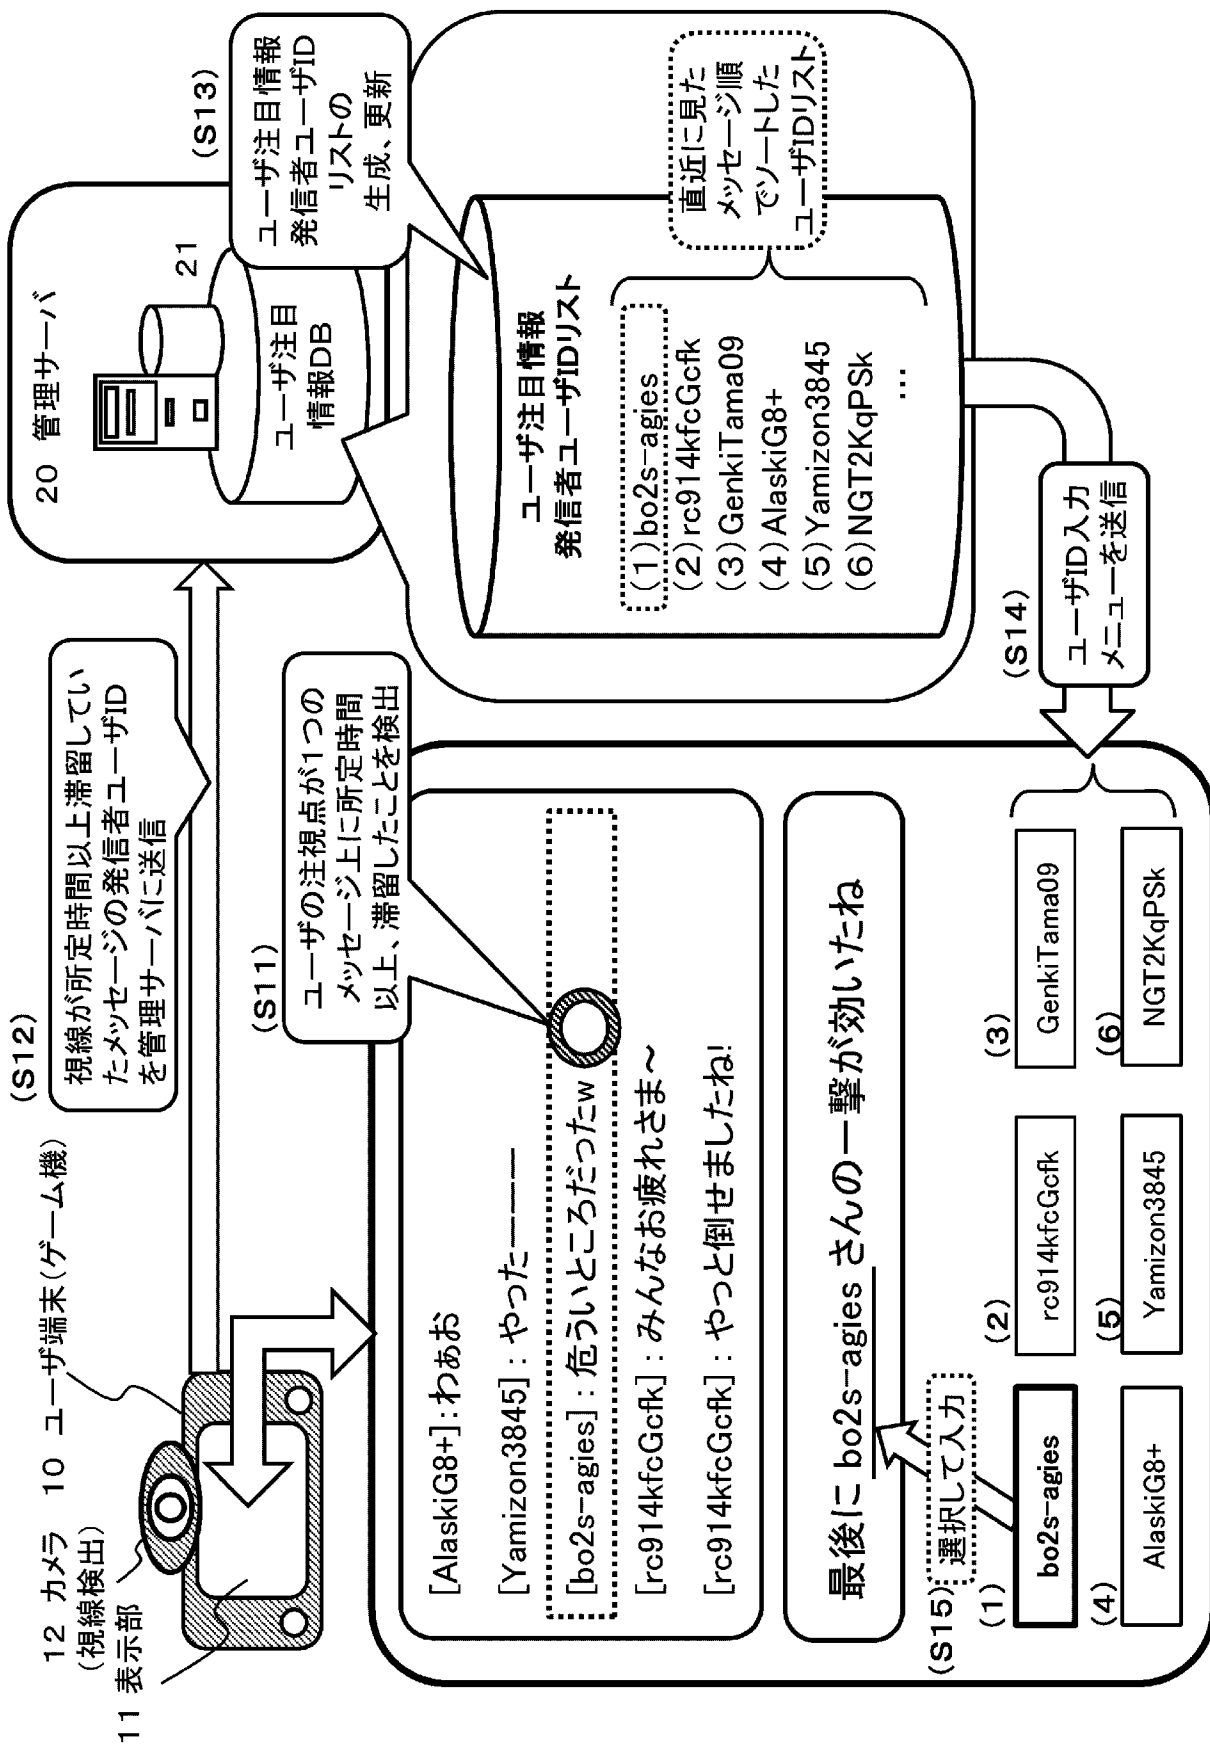 12 カメラ
(視線検出)
11 表示部
10 ユーザ端末(ゲーム機)
(S12)
視線が所定時間以上滞留してい
たメッセージの発信者ユーザID
を管理サーバに送信
20 管理サーバ
21
ユーザ注目
情報DB
(S13)
ユーザ注目情報
発信者ユーザID
リストの
生成、更新
(S11)
ユーザの注視点が1つの
メッセージ上に所定時間
以上、滞留したことを検出
[AlaskiG8+]:わぁお
[Yamizon3845]:やったーーーー
[bo2s-agies]:危ういところだったw
[rc914kfcGcfk]:みんなお疲れさま～
[rc914kfcGcfk]:やっと倒せましたね!
最後に bo2s-agies さんの一撃が効いたね
(S15)
選択して入力
(1)
bo2s-agies
(2)
rc914kfcGcfk
(3)
GenkiTama09
(4)
AlaskiG8+
(5)
Yamizon3845
(6)
NGT2KqPSk
ユーザ注目情報
発信者ユーザIDリスト
(1)bo2s-agies
(2)rc914kfcGcfk
(3)GenkiTama09
(4)AlaskiG8+
(5)Yamizon3845
(6)NGT2KqPSk
…
直近に見た
メッセージ順
でソートした
ユーザIDリスト
(S14)
ユーザID入力
メニューを送信